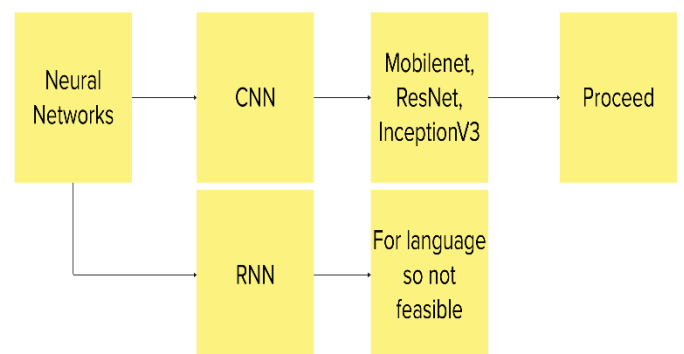 Neural
Networks
CNN
Mobilenet,
ResNet,
InceptionV3
Proceed
RNN
For language
so not
feasible